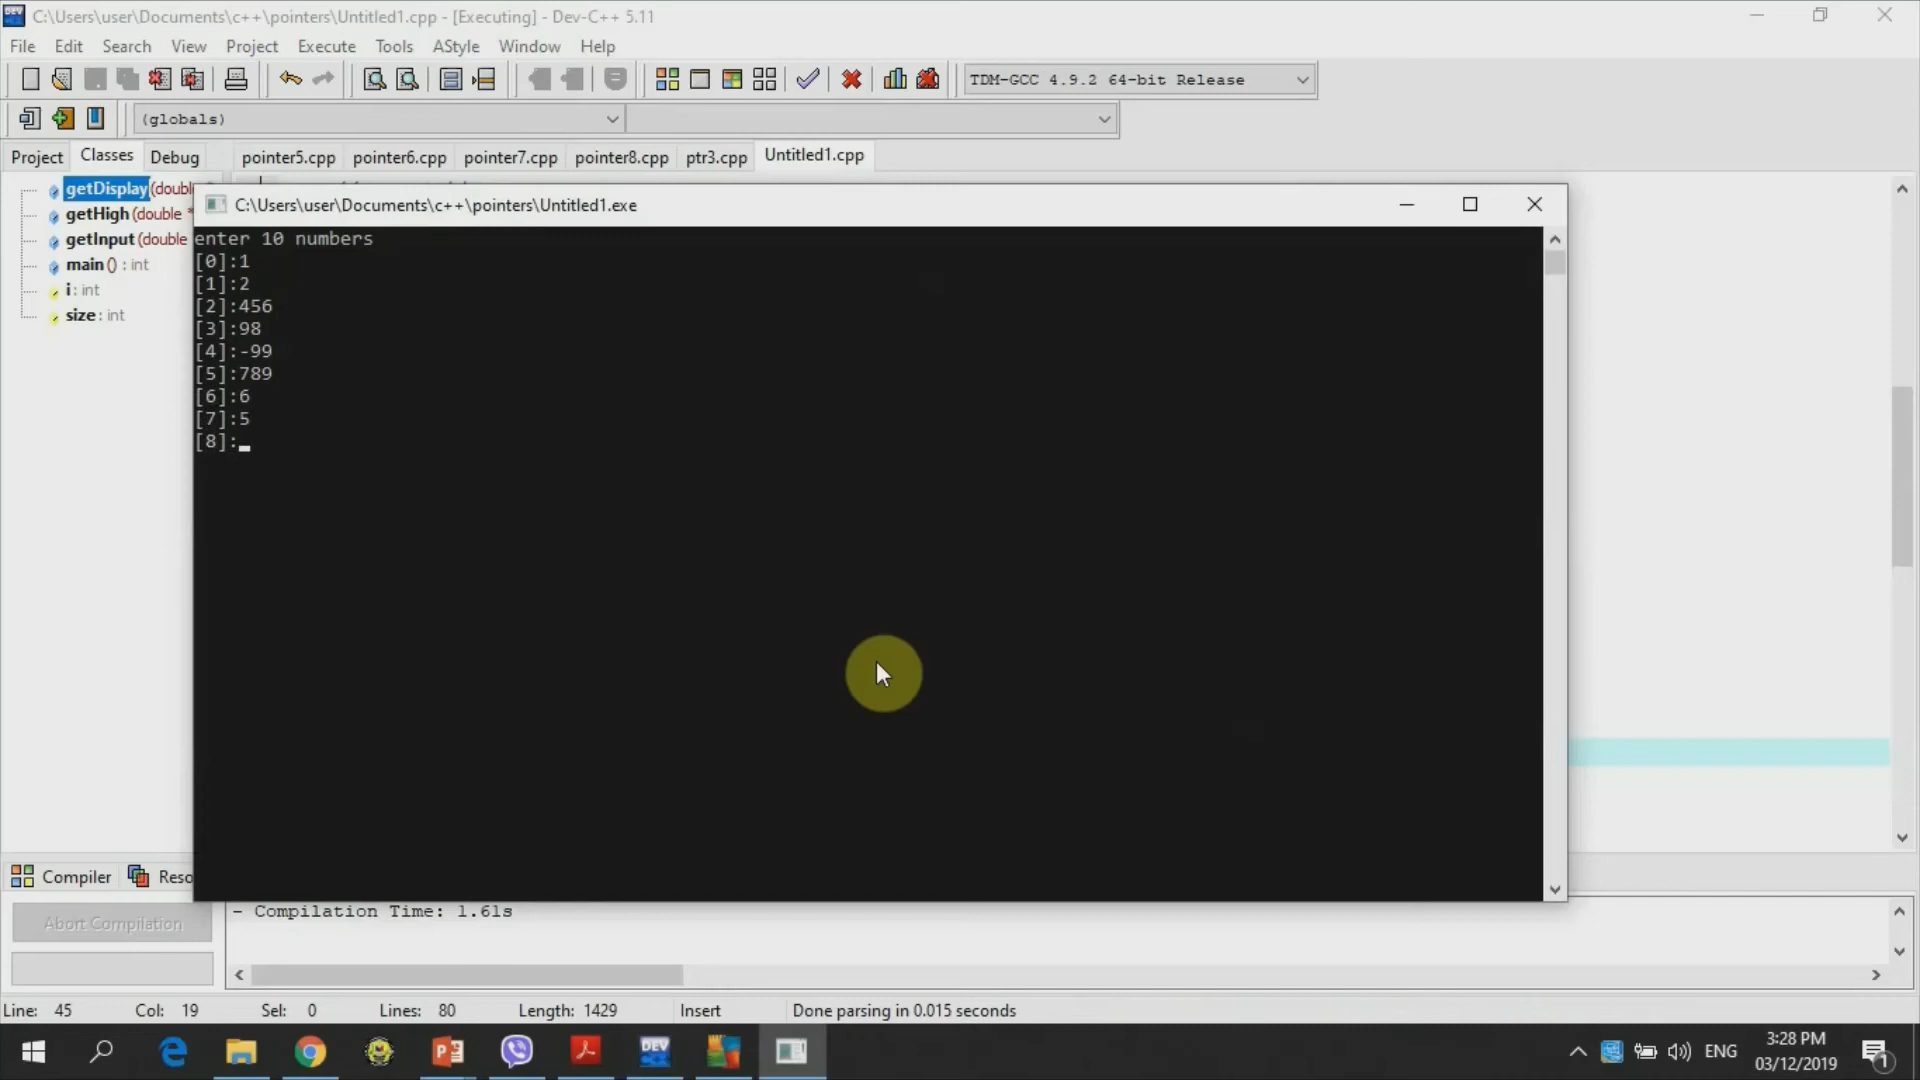 C:\Users\user\Documents\c++\pointers\Untitled1.cpp - [Executing] - Dev-C++ 5.11
File Edit Search View Project Execute Tools AStyle Window Help
TDM-GCC 4.9.2 64-bit Release
(globals)
Project Classes Debug pointer5.cpp pointer6.cpp pointer7.cpp pointer8.cpp ptr3.cpp Untitled1.cpp
getDisplay (doubl
getHigh (double *
getInput (double
main () : int
i : int
size : int
C:\Users\user\Documents\c++\pointers\Untitled1.exe
enter 10 numbers
[0]:1
[1]:2
[2]:456
[3]:98
[4]:-99
[5]:789
[6]:6
[7]:5
[8]:
Compiler Reso
Abort Compilation
- Compilation Time: 1.61s
Line: 45 Col: 19 Sel: 0 Lines: 80 Length: 1429 Insert Done parsing in 0.015 seconds
ENG
3:28 PM
03/12/2019
1